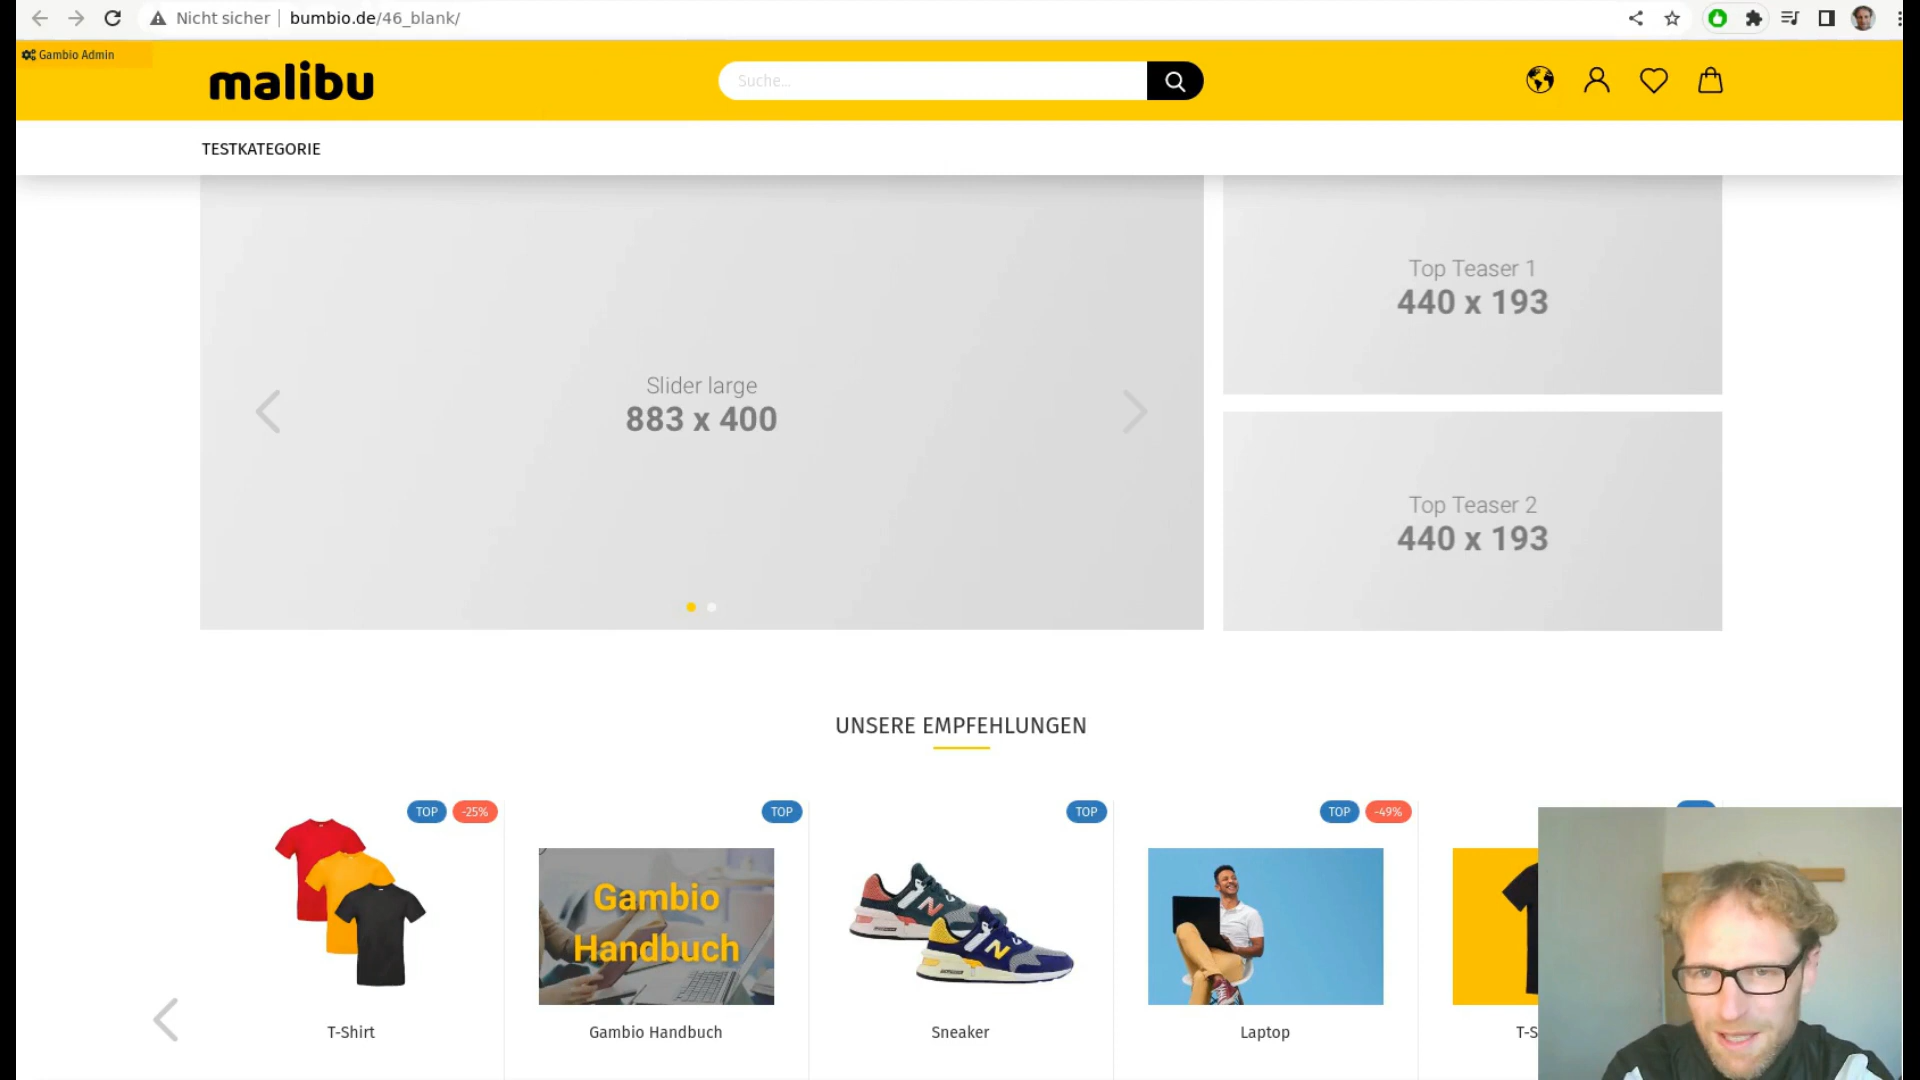 Nicht sicher bumbio.de/46_blank/
Gambio Admin
malibu
Suche...
TESTKATEGORIE
Slider large
883 x 400
Top Teaser 1
440 x 193
Top Teaser 2
440 x 193
UNSERE EMPFEHLUNGEN
TOP -25%
TOP
TOP
TOP -49%
Gambio
Handbuch
T-Shirt
Gambio Handbuch
Sneaker
Laptop
T-S